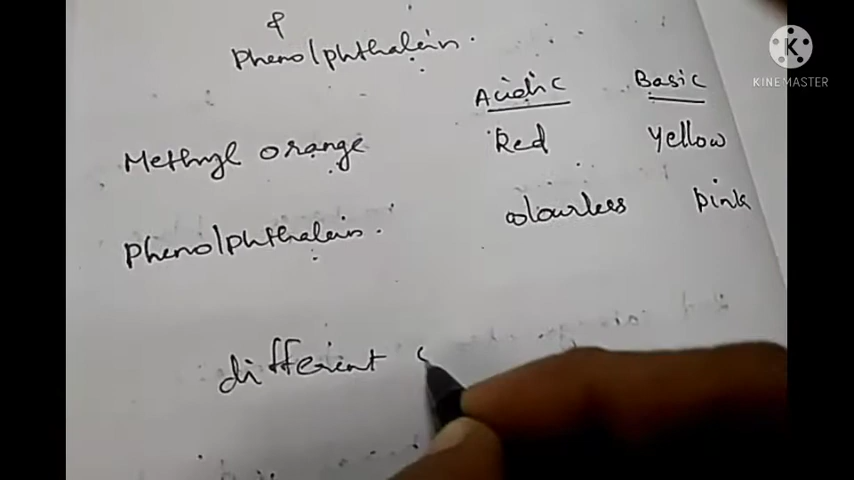 &
Phenolphthalein.
Acidic Basic
Methyl orange Red Yellow
Phenolphthalein. colourless pink
different
K
KINEMASTER